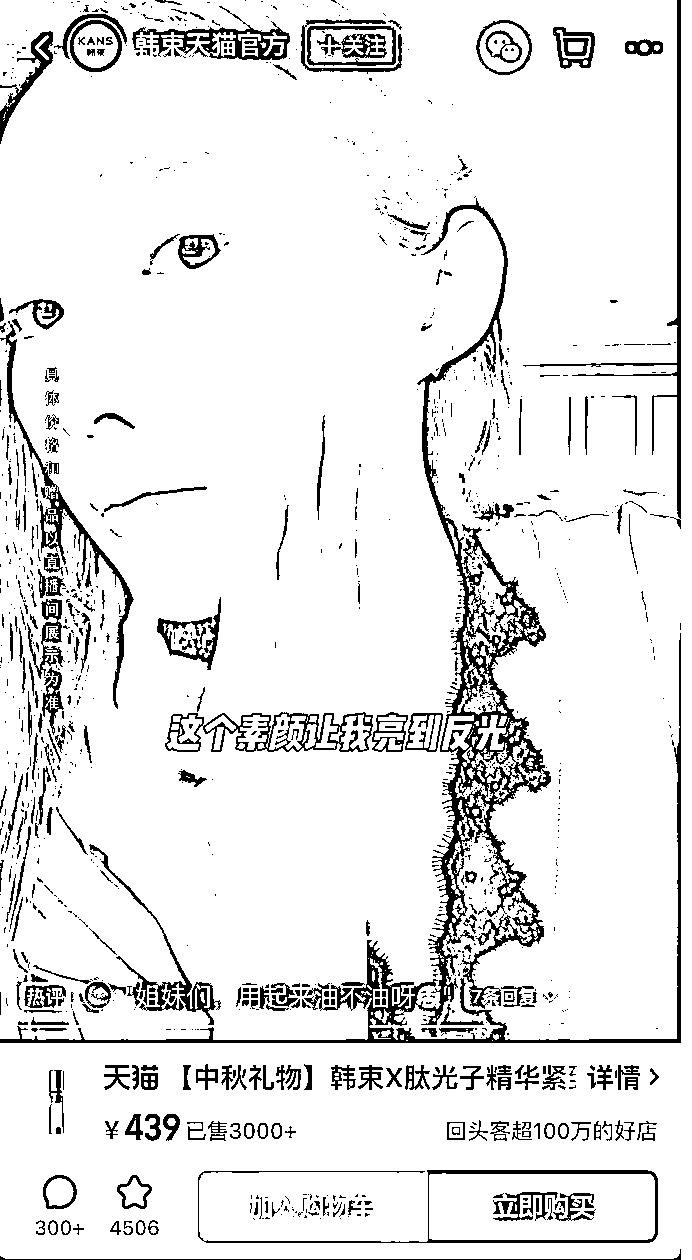 KANS
韩束
韩束天猫官方
+关注
具体价格和赠品以直播间展示为准
这个素颜让我亮到反光
热评
姐妹们，用起来油不油呀
7条回复
天猫 【中秋礼物】韩束X肽光子精华紧至
详情
¥439 已售3000+
回头客超100万的好店
加入购物车
立即购买
300+
4506